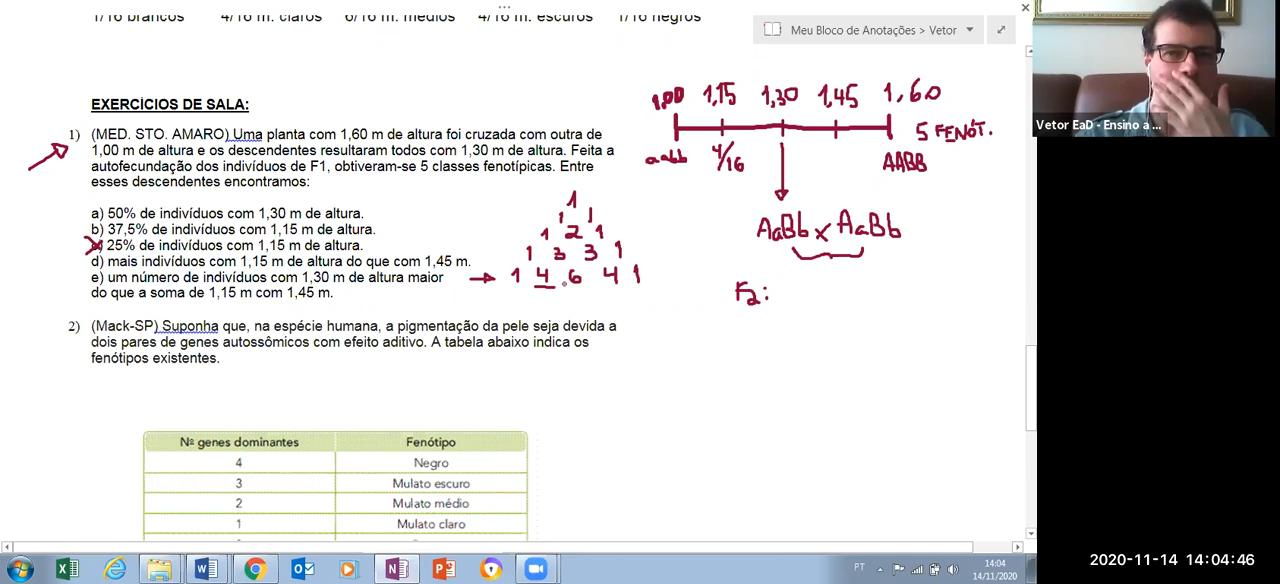 1/16 brancos 4/16 m. claros 6/16 m. médios 4/16 m. escuros 1/16 negros
Meu Bloco de Anotações > Vetor
EXERCÍCIOS DE SALA:
1) (MED. STO. AMARO) Uma planta com 1,60 m de altura foi cruzada com outra de
1,00 m de altura e os descendentes resultaram todos com 1,30 m de altura. Feita a
autofecundação dos indivíduos de F1, obtiveram-se 5 classes fenotípicas. Entre
esses descendentes encontramos:
a) 50% de indivíduos com 1,30 m de altura.
b) 37,5% de indivíduos com 1,15 m de altura.
c) 25% de indivíduos com 1,15 m de altura.
d) mais indivíduos com 1,15 m de altura do que com 1,45 m.
e) um número de indivíduos com 1,30 m de altura maior
do que a soma de 1,15 m com 1,45 m.
1
1 1
1 2 1
1 3 3 1
1 4 6 4 1
1,00 1,15 1,30 1,45 1,60
5 FENÓT.
aabb 4/16 AABB
AaBb x AaBb
F2:
2) (Mack-SP) Suponha que, na espécie humana, a pigmentação da pele seja devida a
dois pares de genes autossômicos com efeito aditivo. A tabela abaixo indica os
fenótipos existentes.
Nº genes dominantes Fenótipo
4 Negro
3 Mulato escuro
2 Mulato médio
1 Mulato claro
Vetor EaD - Ensino a ...
2020-11-14 14:04:46
PT
14:04
14/11/2020